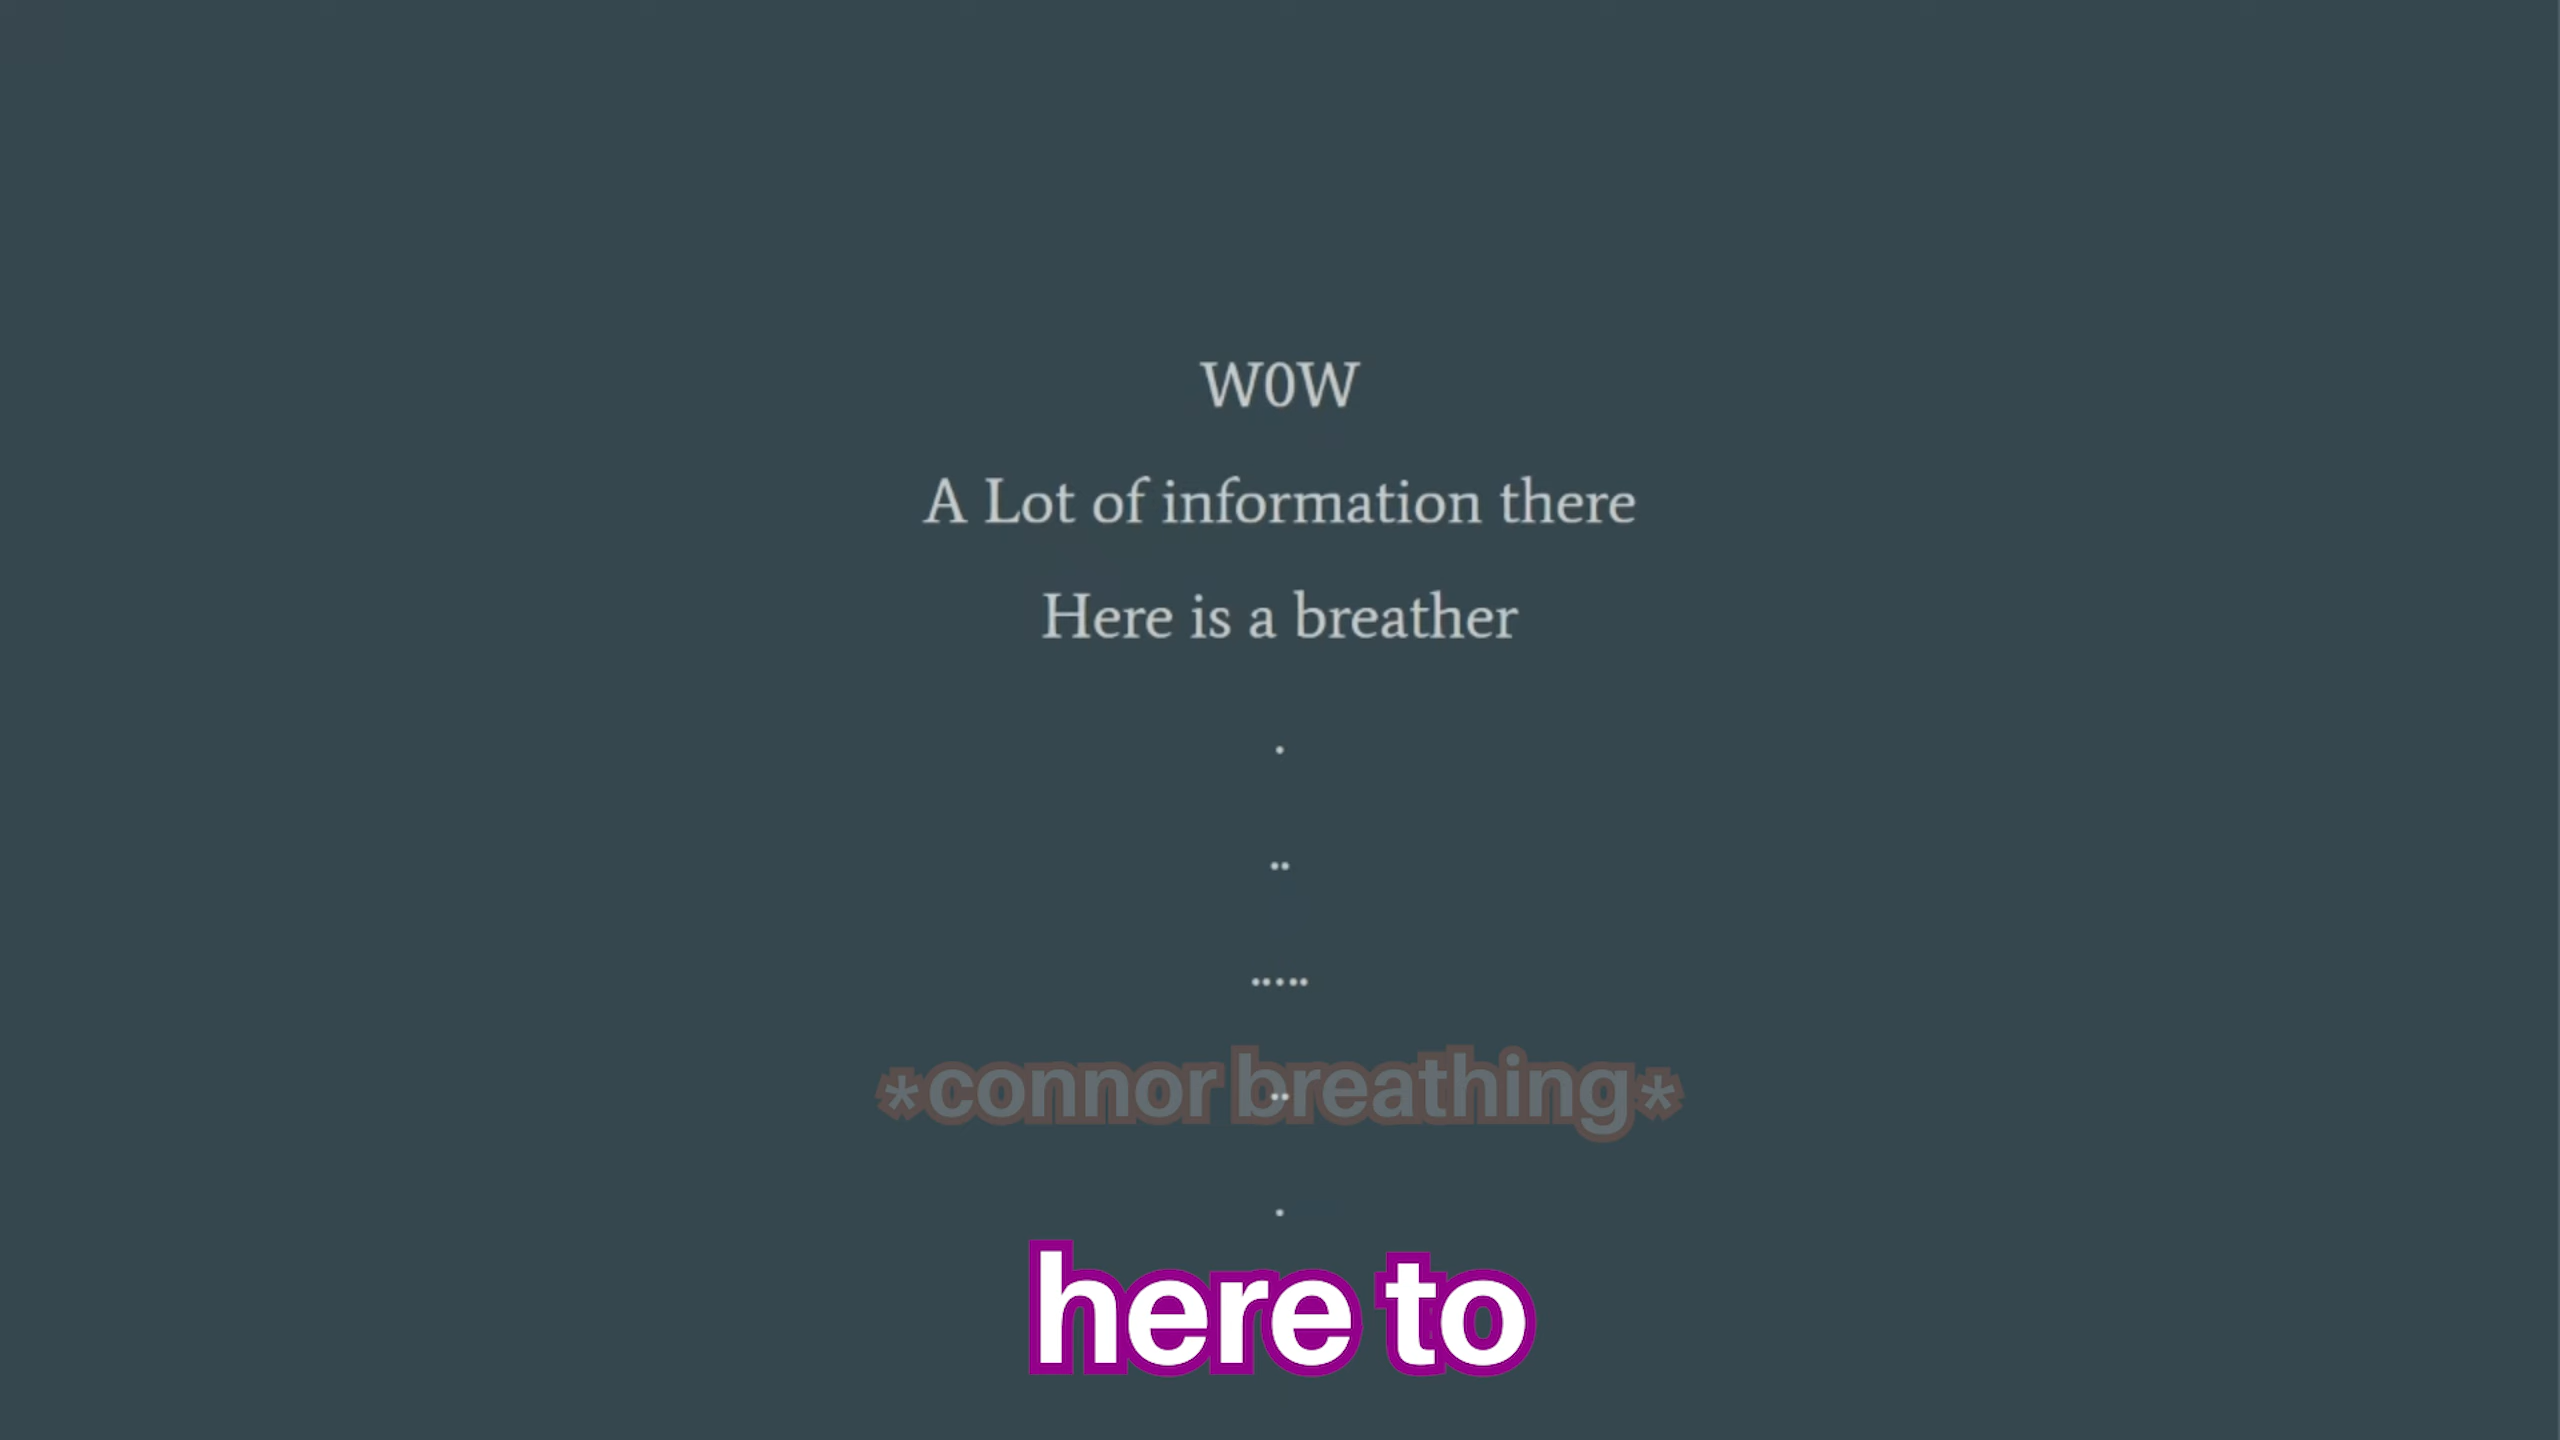 W0W
A Lot of information there
Here is a breather
.
..
.....
*connor breathing*
..
.
here to